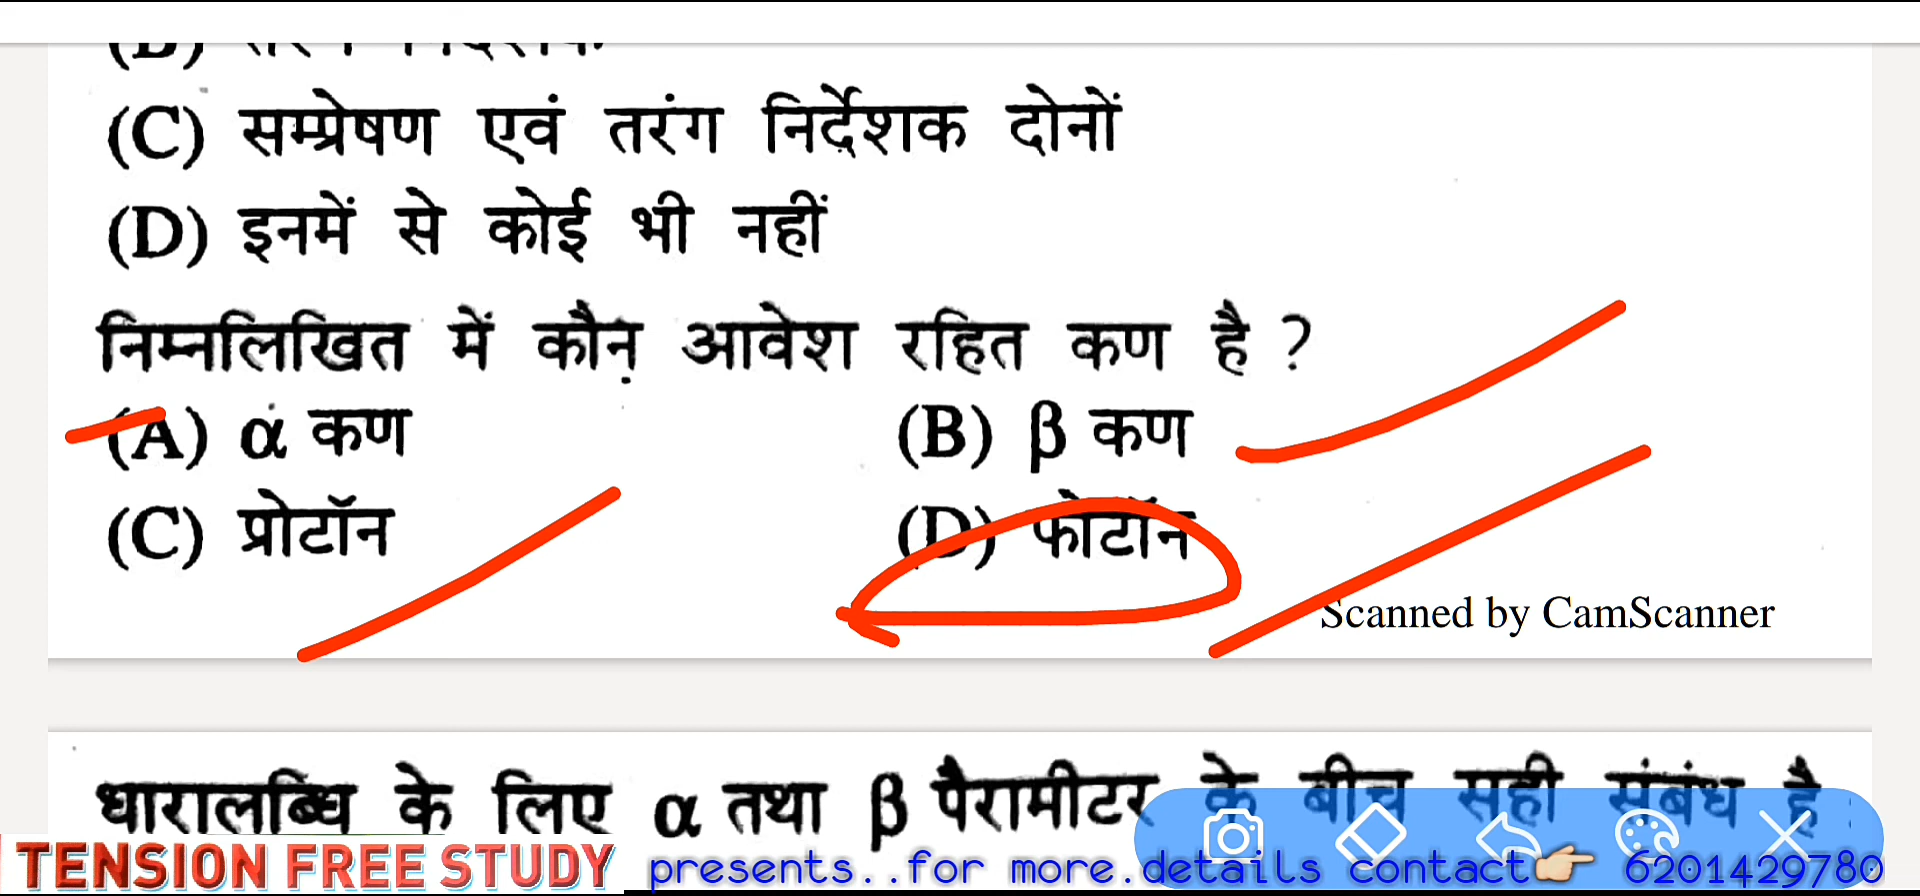 (C) सम्प्रेषण एवं तरंग निर्देशक दोनों
(D) इनमें से कोई भी नहीं
निम्नलिखित में कौन आवेश रहित कण है ?
(A) α कण (B) β कण
(C) प्रोटॉन (D) फोटॉन
Scanned by CamScanner
धारालब्धि के लिए α तथा β पैरामीटर के बीच सही संबंध है :
TENSION FREE STUDY presents..for more.details contact👉🏻 6201429780